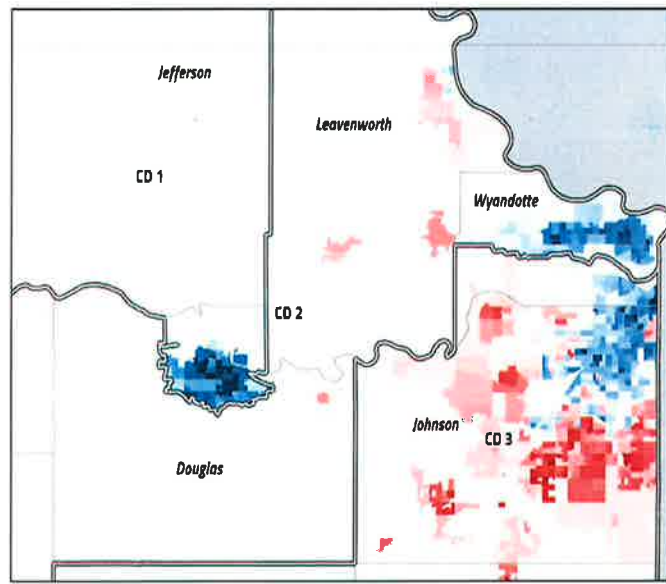 Jefferson
Leavenworth
CD 1
Wyandotte
CD 2
Johnson
CD 3
Douglas